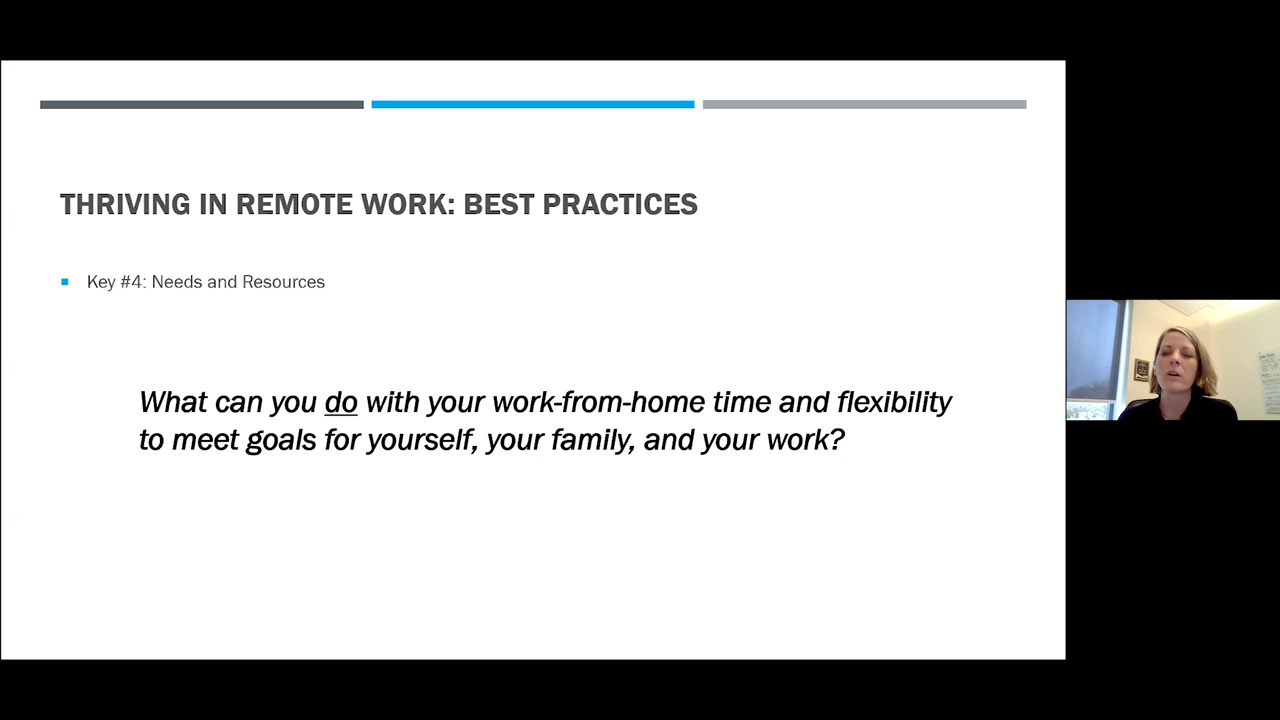 THRIVING IN REMOTE WORK: BEST PRACTICES
Key #4: Needs and Resources
What can you do with your work-from-home time and flexibility
to meet goals for yourself, your family, and your work?